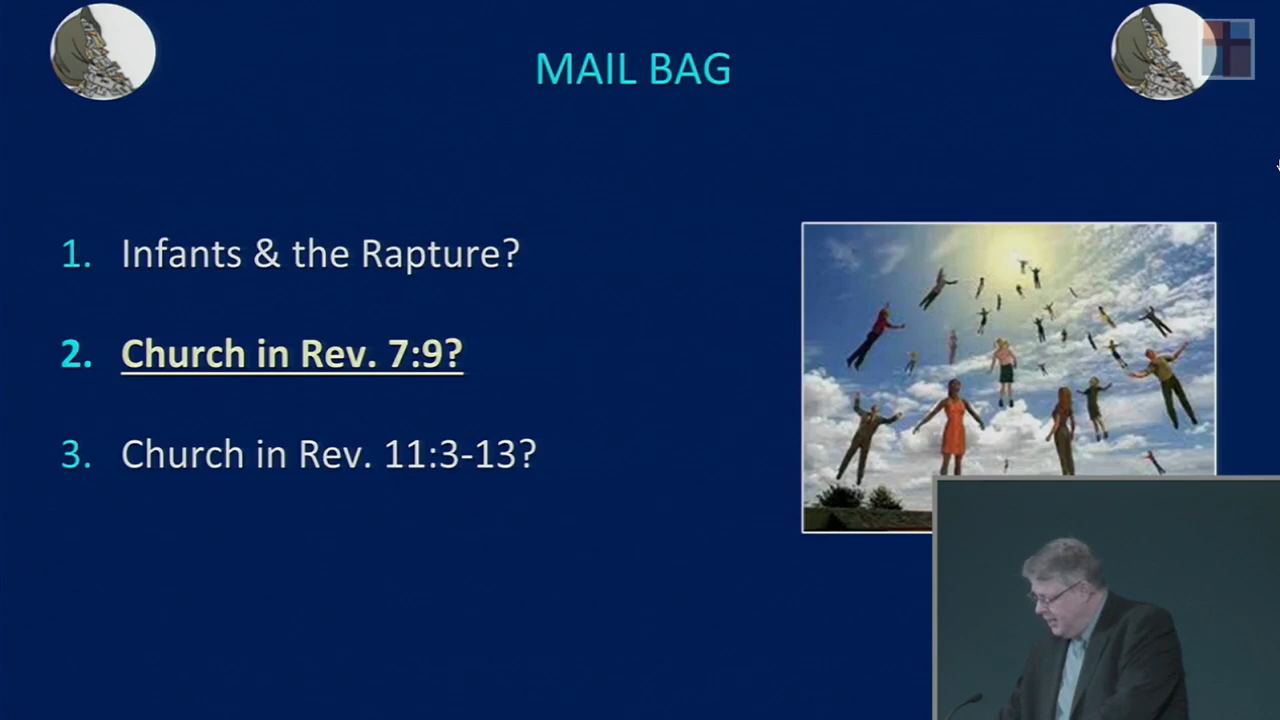 MAIL BAG
1. Infants & the Rapture?
2. Church in Rev. 7:9?
3. Church in Rev. 11:3-13?